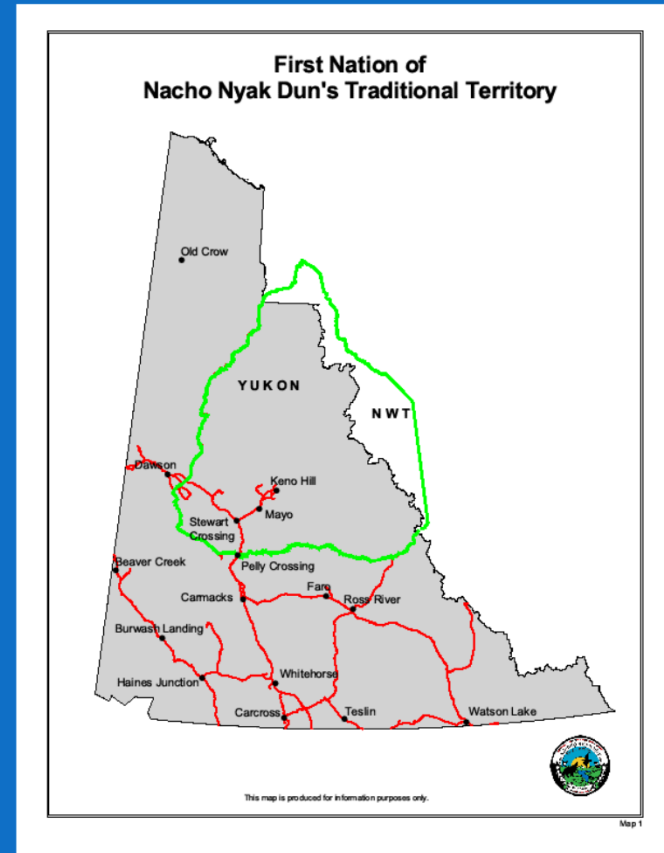 First Nation of
Nacho Nyak Dun's Traditional Territory
Old Crow
YUKON
NWT
Dawson
Keno Hill
Mayo
Stewart
Crossing
Beaver Creek
Pelly Crossing
Faro
Carmacks
Ross River
Burwash Landing
Whitehorse
Haines Junction
Carcross
Teslin
Watson Lake
This map is produced for information purposes only.
Map 1